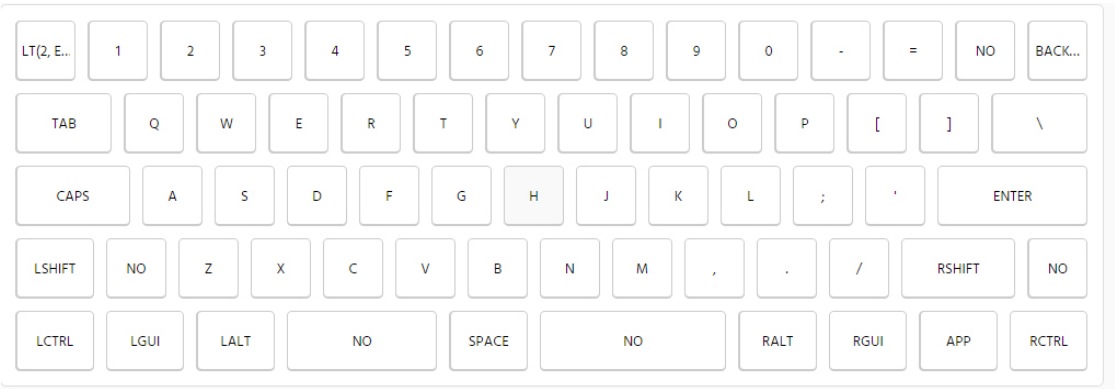 LT(2, E... 1 2 3 4 5 6 7 8 9 0 - = NO BACK...
TAB Q W E R T Y U I O P [ ] \
CAPS A S D F G H J K L ; ' ENTER
LSHIFT NO Z X C V B N M , . / RSHIFT NO
LCTRL LGUI LALT NO SPACE NO RALT RGUI APP RCTRL